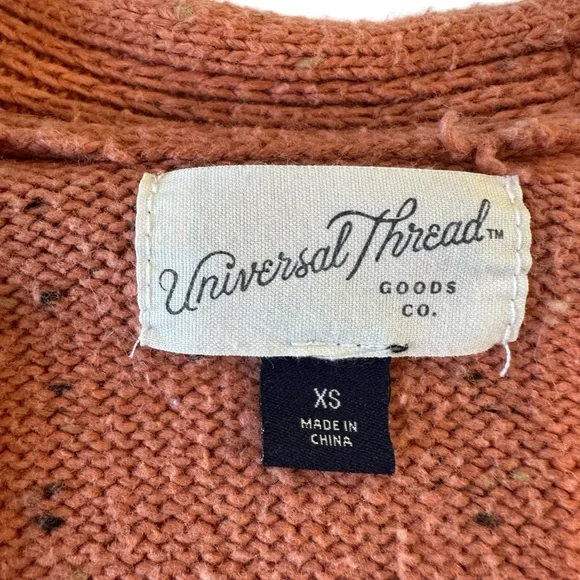 Universal Thread™
GOODS
CO.
XS
MADE IN
CHINA